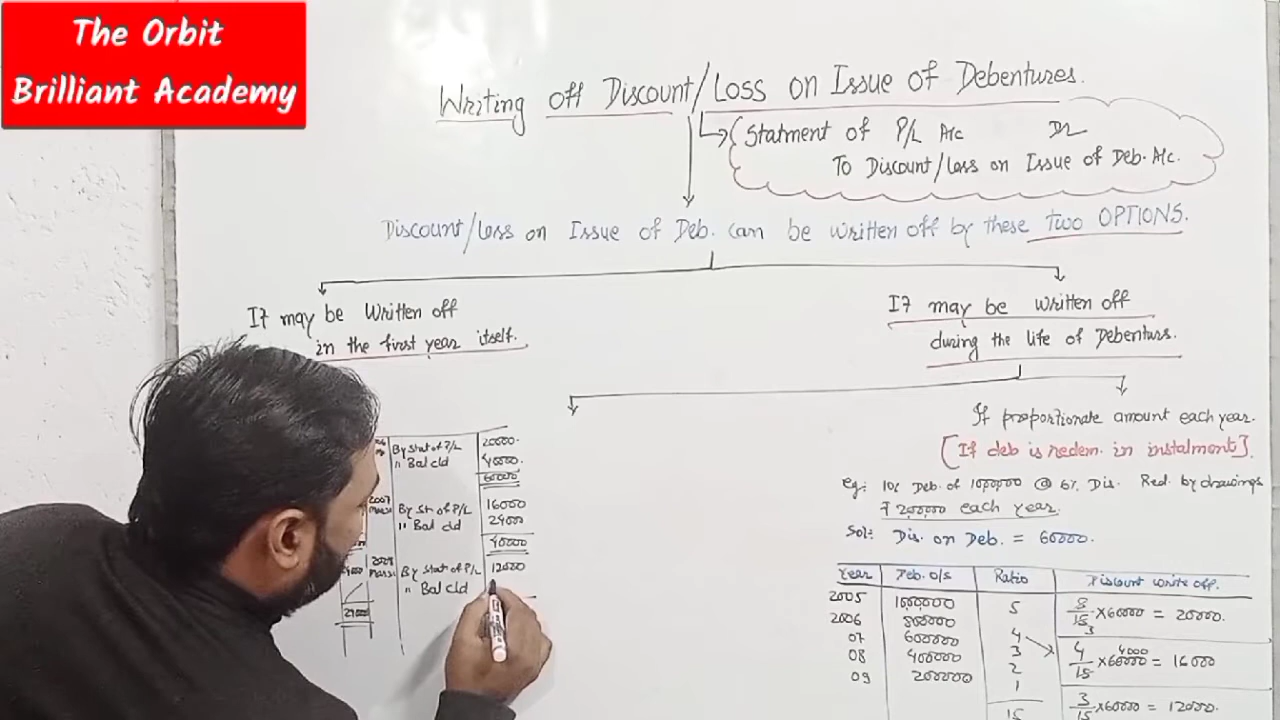 The Orbit
Brilliant Academy
Writing off Discount/Loss on Issue of Debentures.
(Statment of P/L A/c Dr
To Discount/Loss on Issue of Deb. A/c.
Discount/Loss on Issue of Deb. can be written off by these two OPTIONS.
It may be Written off
in the first year itself.
It may be written off
during the life of Debenturs.
If proportionate amount each year.
[If deb is redem. in instalment].
eg:- 10% Deb. of 1000,000 @ 6% Dis. Red. by drawings
₹ 200000 each year.
Sol:- Dis. on Deb. = 60000.
Year Deb. o/s Ratio Discount write off.
2005 1000,000 5 5/15 x 60000 = 20000.
2006 800000 4 4/15 x 60000 = 16000
07 600000 3 3/15 x 60000 = 12000.
08 400000 2
09 200000 1
15
By Stat of P/L 20000.
" Bal c/d 40000.
60000
2007 By St of P/L 16000
" Bal c/d 24000
40000
By Stat of P/L 12000
" Bal c/d
24000